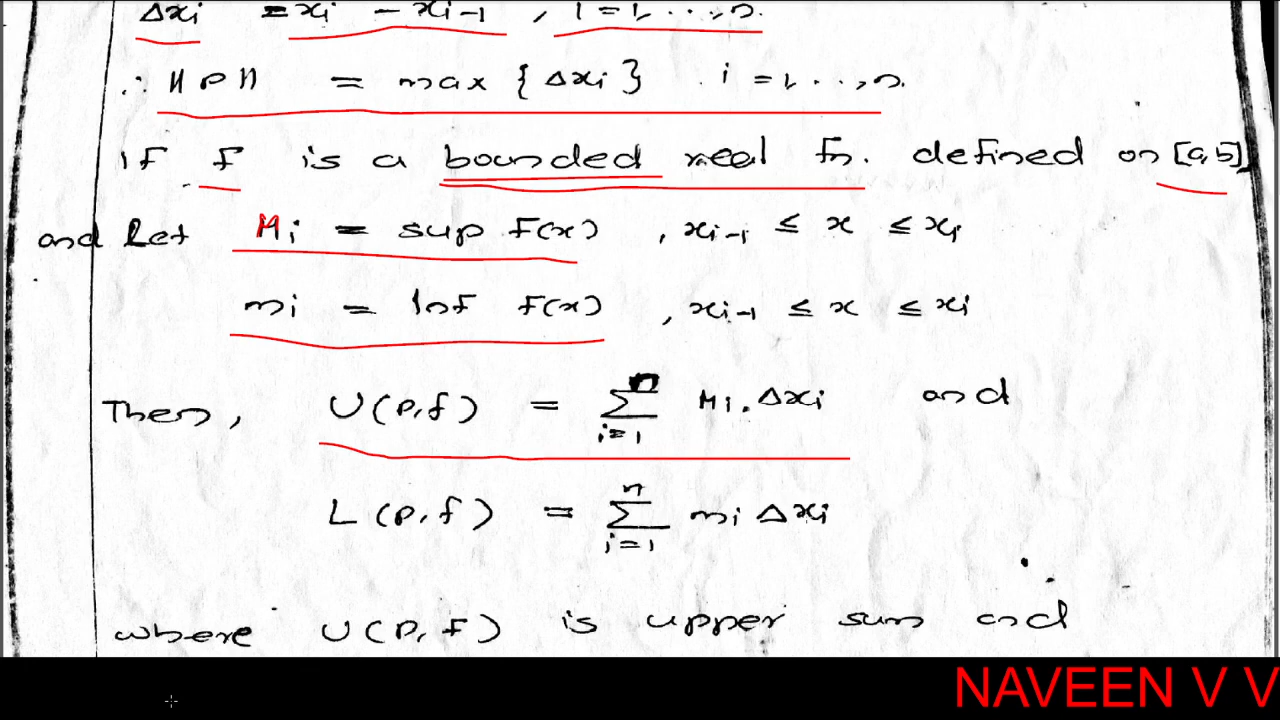 Δxi = xi - xi-1 , i = 1, ..., n.
∴ ||P|| = max { Δxi } i = 1, ..., n.
If f is a bounded real fn. defined on [a,b]
and Let Mi = sup f(x) , xi-1 ≤ x ≤ xi
mi = Inf f(x) , xi-1 ≤ x ≤ xi
Then, U(P,f) = ∑ⁿi=1 Mi. Δxi and
L(P,f) = ∑ⁿi=1 mi Δxi
where U(P,f) is upper sum and
NAVEEN V V